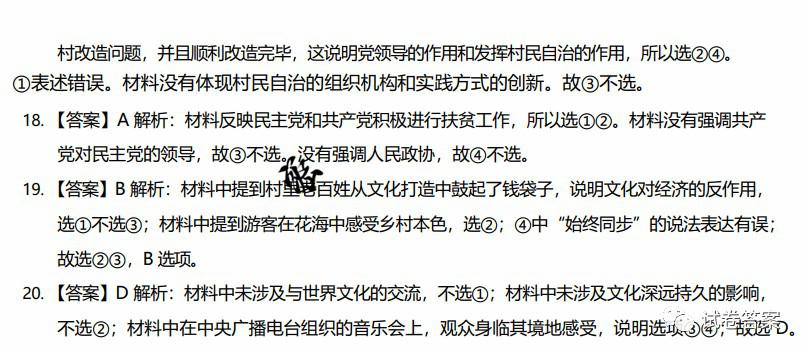 村改造问题，并且顺利改造完毕，这说明党领导的作用和发挥村民自治的作用，所以选②④。
①表述错误。材料没有体现村民自治的组织机构和实践方式的创新。故③不选。
18.【答案】A 解析：材料反映民主党和共产党积极进行扶贫工作，所以选①②。材料没有强调共产
党对民主党的领导，故③不选。没有强调人民政协，故④不选。
19.【答案】B 解析：材料中提到村里老百姓从文化打造中鼓起了钱袋子，说明文化对经济的反作用，
选①不选③；材料中提到游客在花海中感受乡村本色，选②；④中“始终同步”的说法表达有误；
故选②③，B 选项。
20.【答案】D 解析：材料中未涉及与世界文化的交流，不选①；材料中未涉及文化深远持久的影响，
不选②；材料中在中央广播电台组织的音乐会上，观众身临其境地感受，说明选项③④，故选 D。
试卷答案